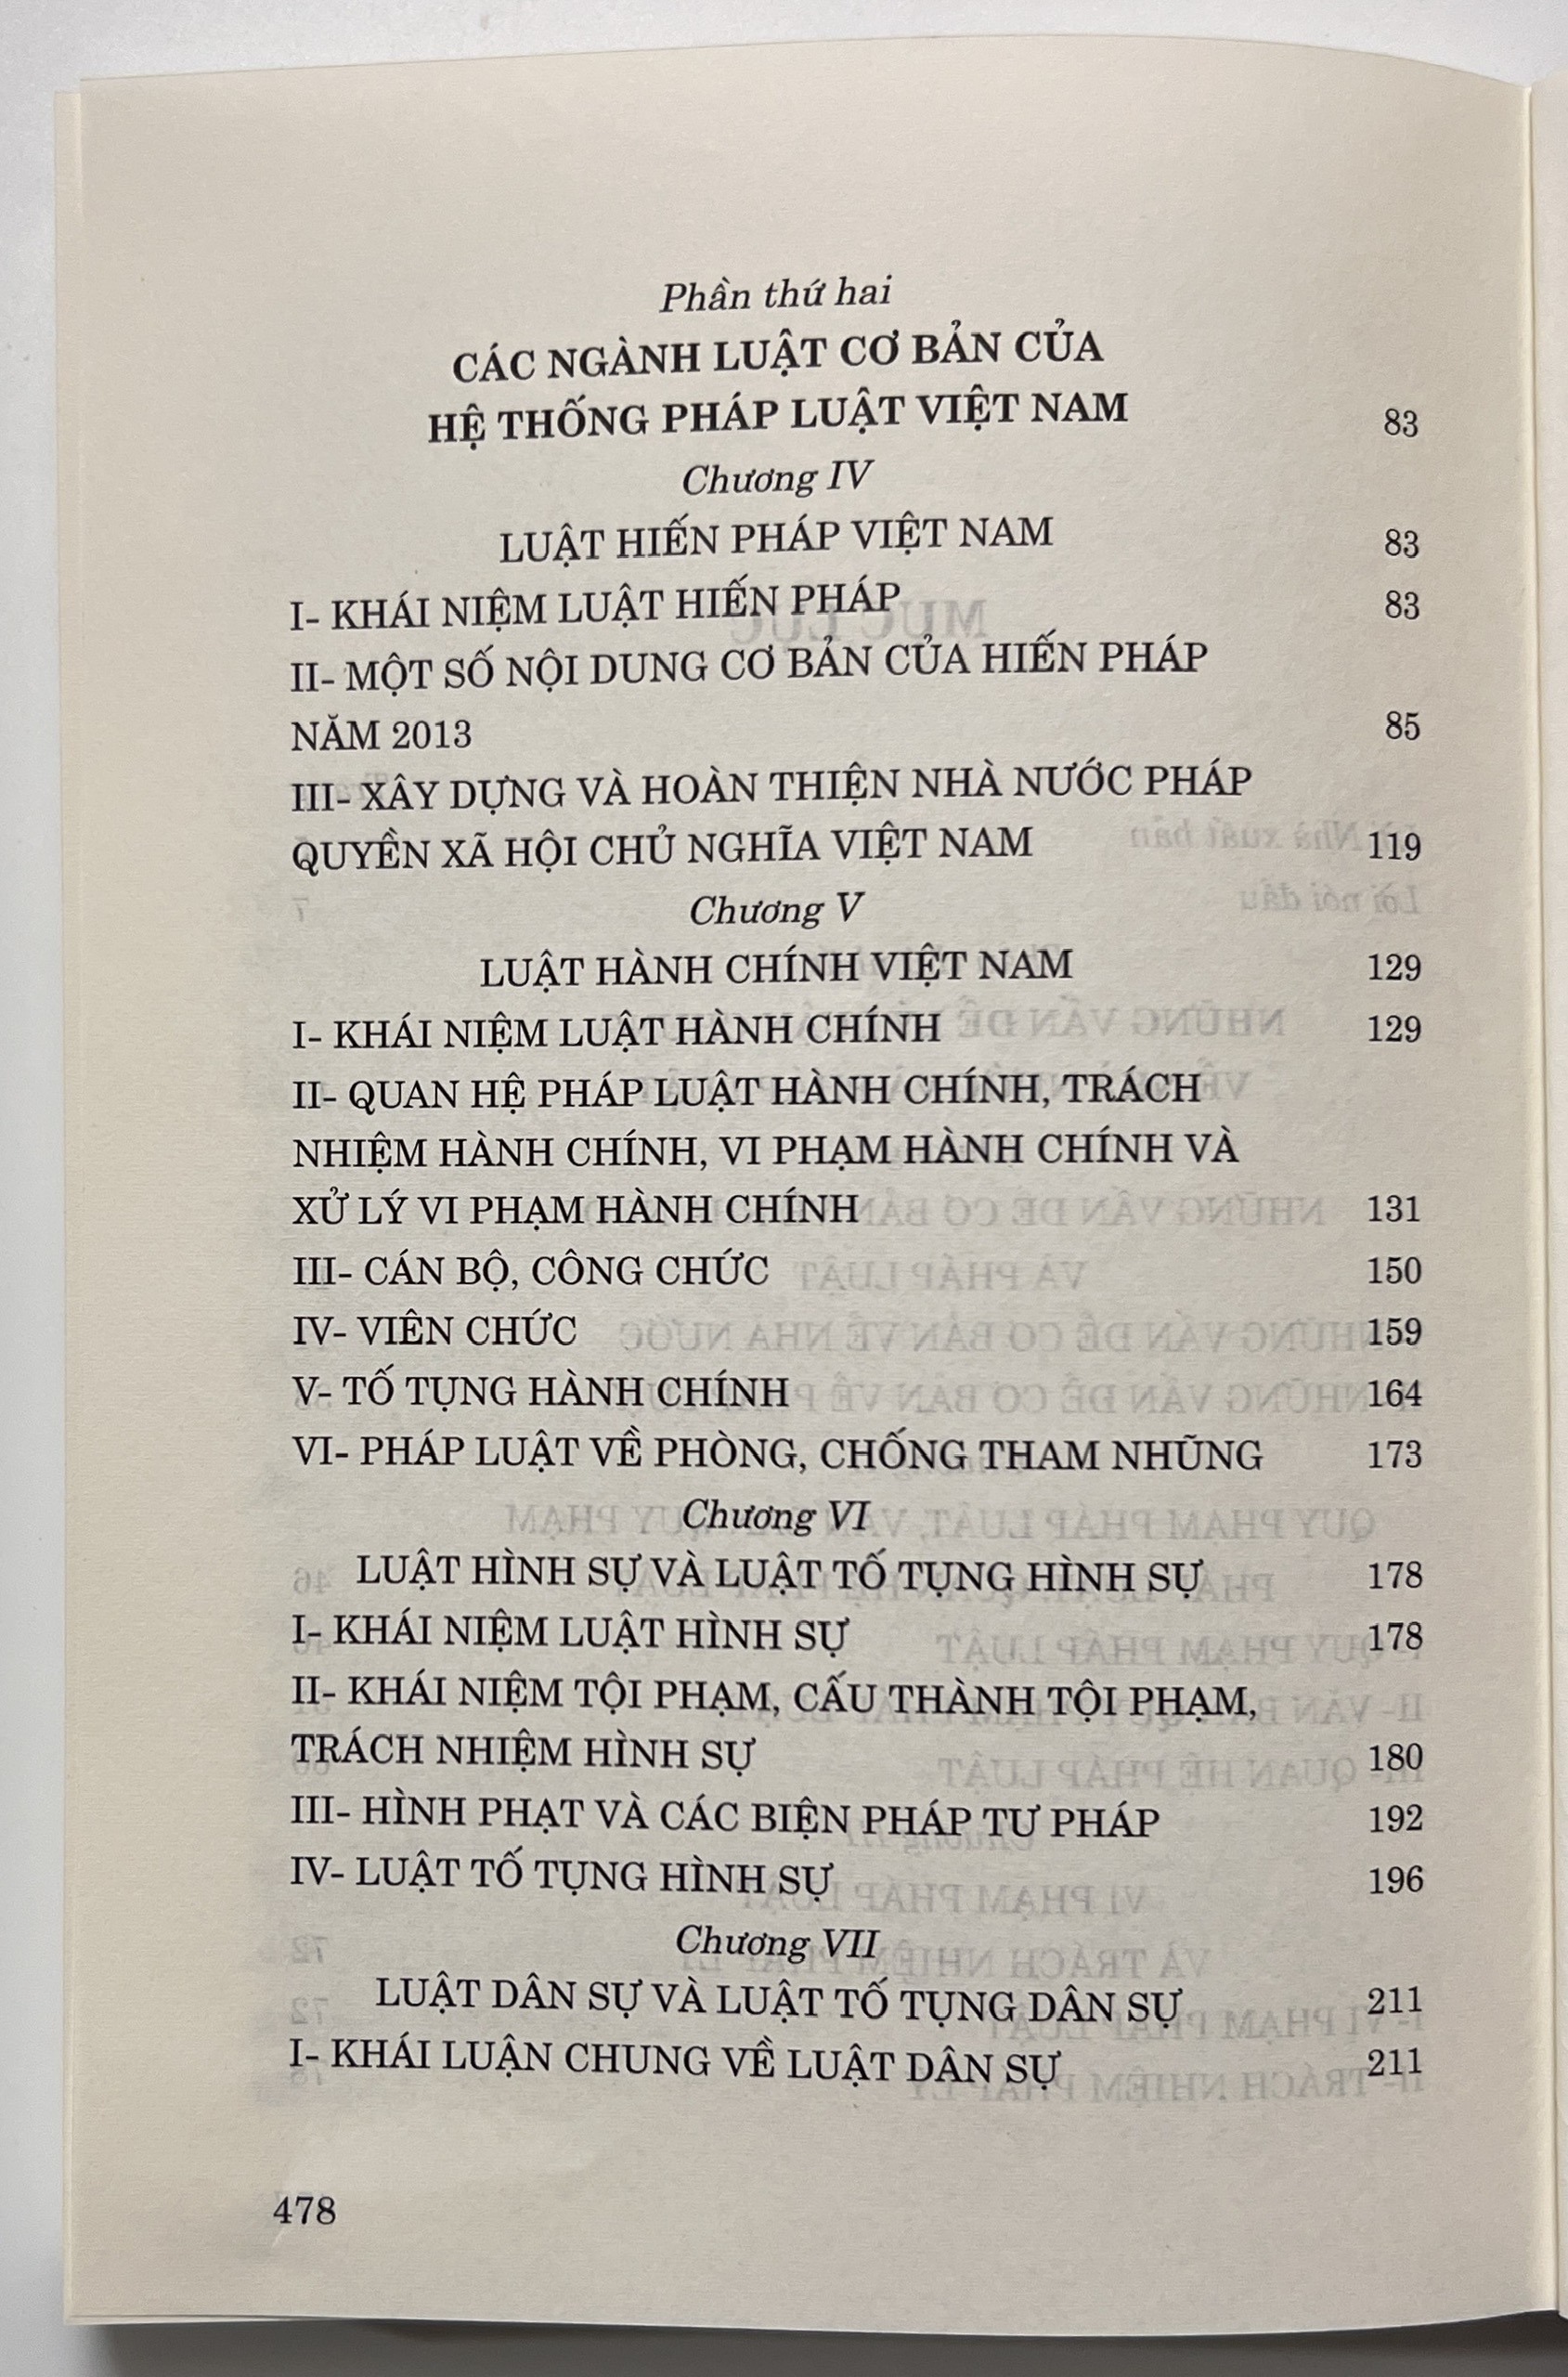 Phần thứ hai
CÁC NGÀNH LUẬT CƠ BẢN CỦA
HỆ THỐNG PHÁP LUẬT VIỆT NAM 83
Chương IV
LUẬT HIẾN PHÁP VIỆT NAM 83
I- KHÁI NIỆM LUẬT HIẾN PHÁP 83
II- MỘT SỐ NỘI DUNG CƠ BẢN CỦA HIẾN PHÁP
NĂM 2013 85
III- XÂY DỰNG VÀ HOÀN THIỆN NHÀ NƯỚC PHÁP
QUYỀN XÃ HỘI CHỦ NGHĨA VIỆT NAM 119
Chương V
LUẬT HÀNH CHÍNH VIỆT NAM 129
I- KHÁI NIỆM LUẬT HÀNH CHÍNH 129
II- QUAN HỆ PHÁP LUẬT HÀNH CHÍNH, TRÁCH
NHIỆM HÀNH CHÍNH, VI PHẠM HÀNH CHÍNH VÀ
XỬ LÝ VI PHẠM HÀNH CHÍNH 131
III- CÁN BỘ, CÔNG CHỨC 150
IV- VIÊN CHỨC 159
V- TỐ TỤNG HÀNH CHÍNH 164
VI- PHÁP LUẬT VỀ PHÒNG, CHỐNG THAM NHŨNG 173
Chương VI
LUẬT HÌNH SỰ VÀ LUẬT TỐ TỤNG HÌNH SỰ 178
I- KHÁI NIỆM LUẬT HÌNH SỰ 178
II- KHÁI NIỆM TỘI PHẠM, CẤU THÀNH TỘI PHẠM,
TRÁCH NHIỆM HÌNH SỰ 180
III- HÌNH PHẠT VÀ CÁC BIỆN PHÁP TƯ PHÁP 192
IV- LUẬT TỐ TỤNG HÌNH SỰ 196
Chương VII
LUẬT DÂN SỰ VÀ LUẬT TỐ TỤNG DÂN SỰ 211
I- KHÁI LUẬN CHUNG VỀ LUẬT DÂN SỰ 211
478